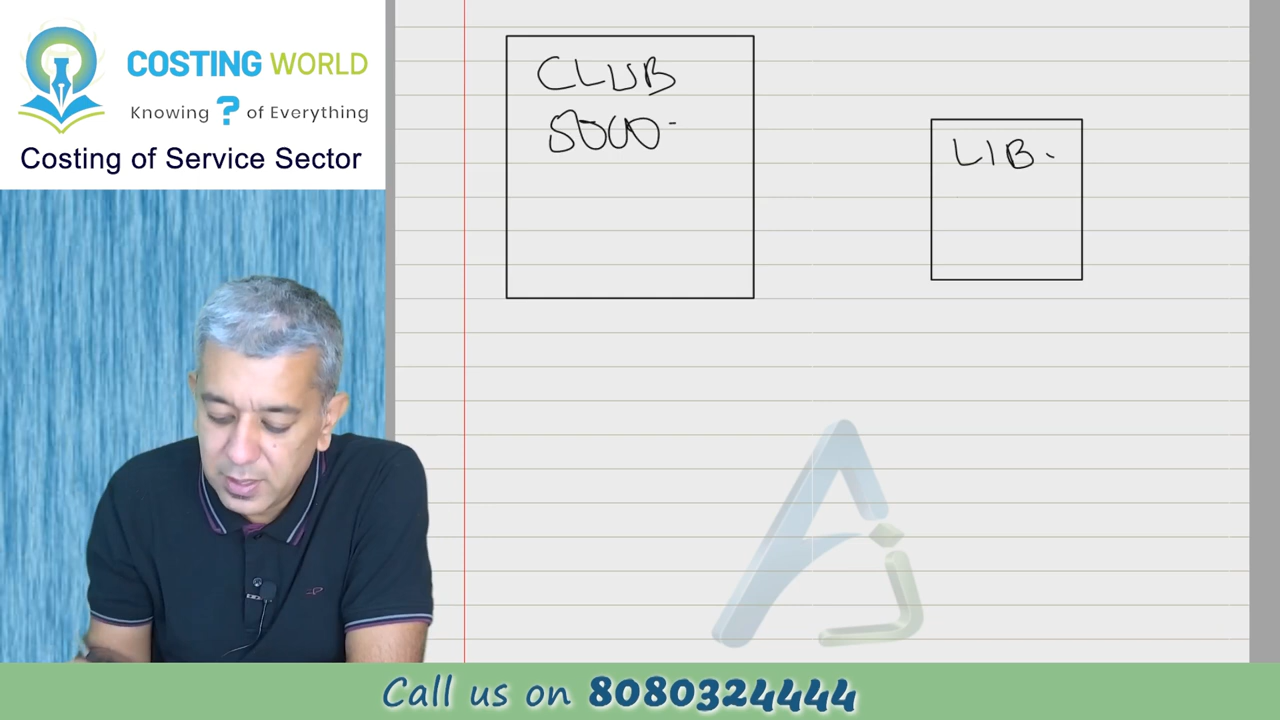 COSTING WORLD
Knowing ? of Everything
Costing of Service Sector
CLUB
5000-
LIB.
Call us on 8080324444